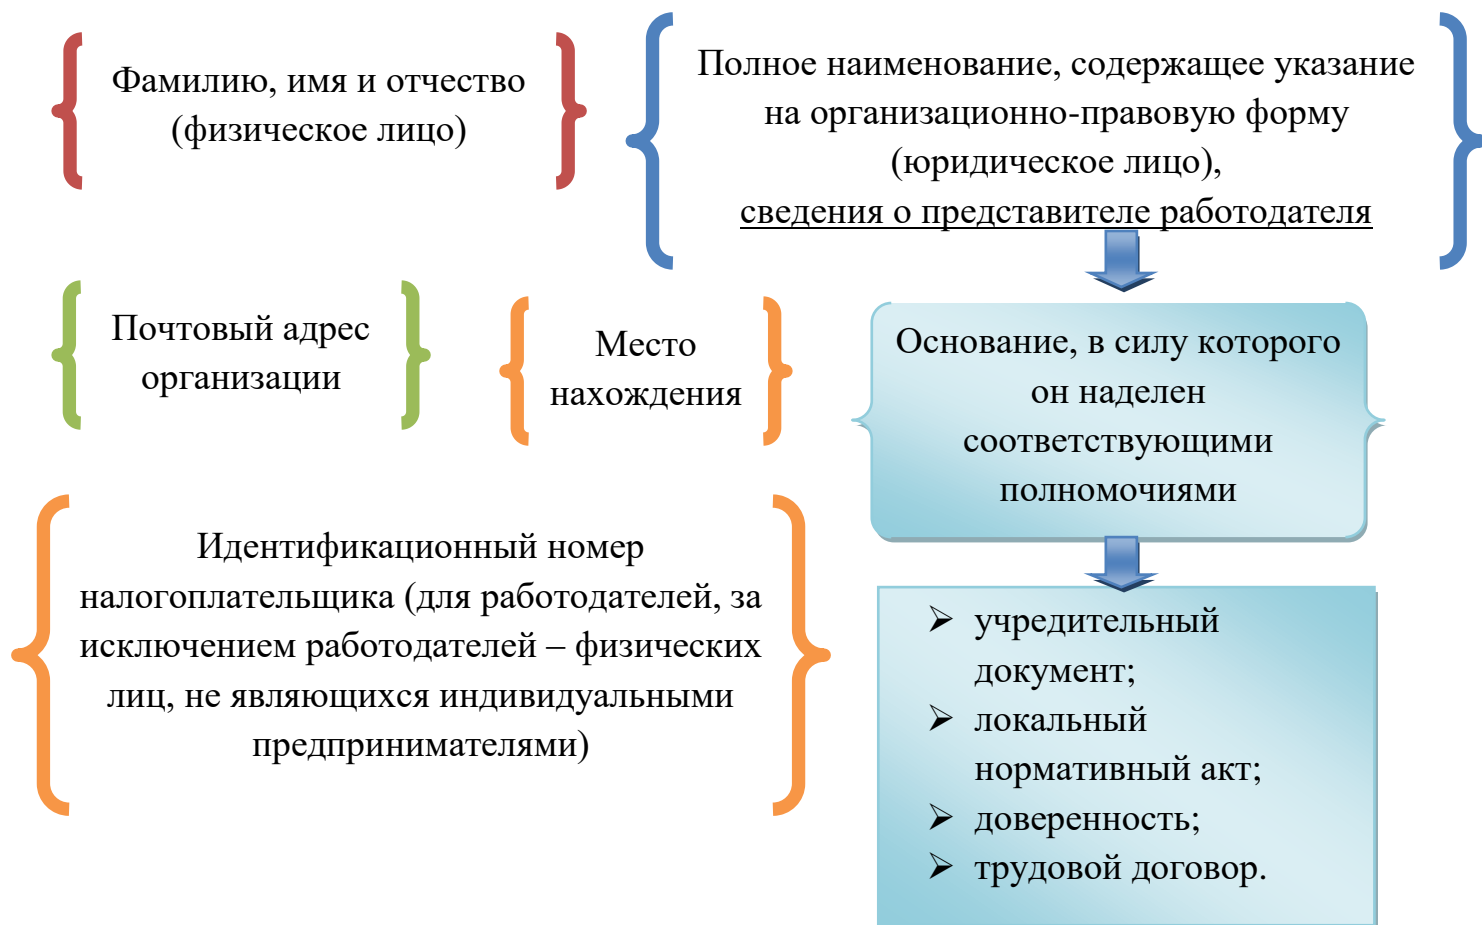 Фамилию, имя и отчество
(физическое лицо)
Полное наименование, содержащее указание
на организационно-правовую форму
(юридическое лицо),
сведения о представителе работодателя
Почтовый адрес
организации
Место
нахождения
Основание, в силу которого
он наделен
соответствующими
полномочиями
Идентификационный номер
налогоплательщика (для работодателей, за
исключением работодателей – физических
лиц, не являющихся индивидуальными
предпринимателями)
➢ учредительный
документ;
➢ локальный
нормативный акт;
➢ доверенность;
➢ трудовой договор.